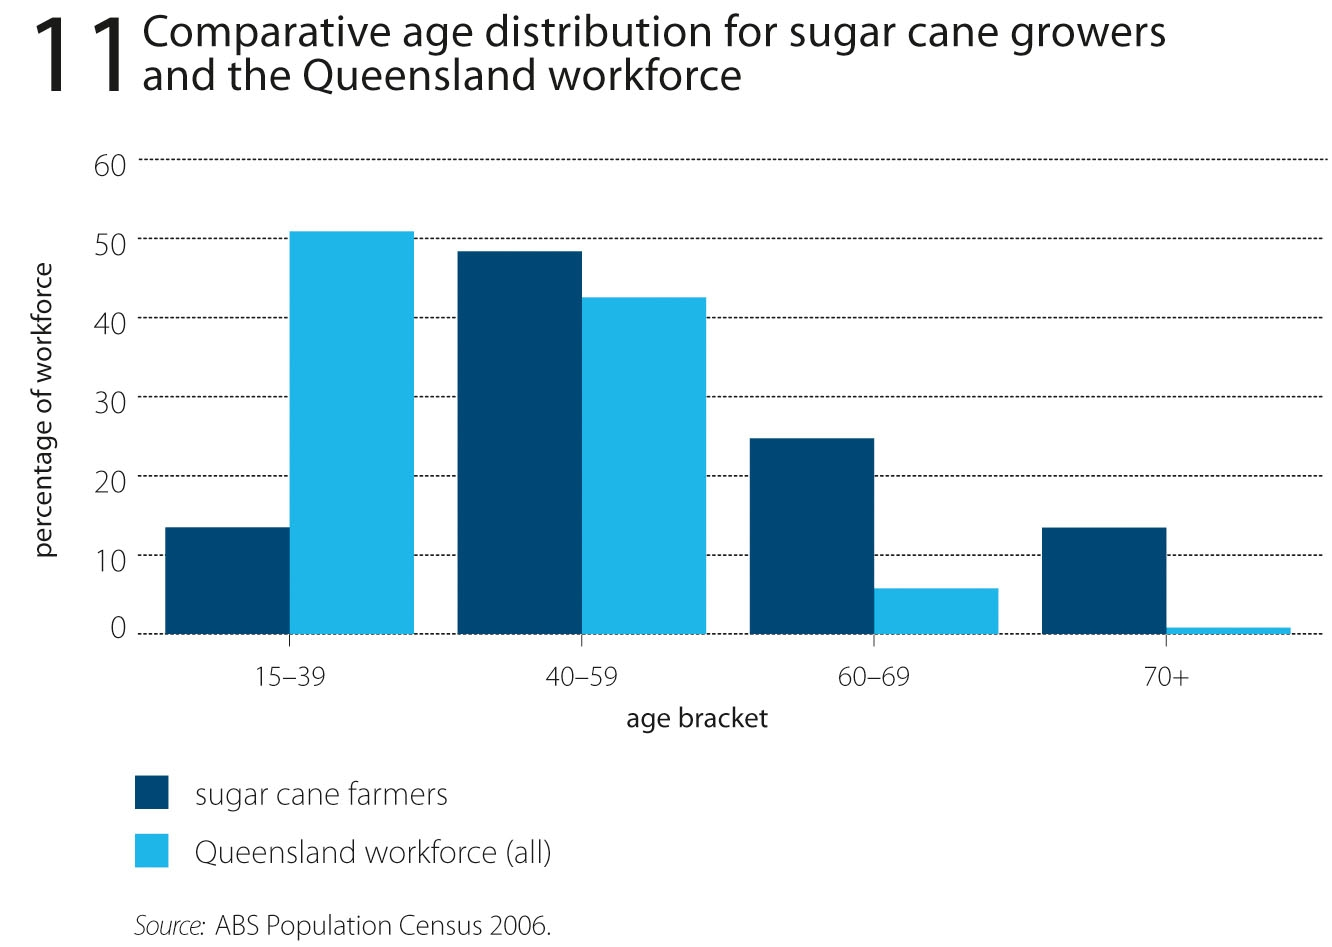 11 Comparative age distribution for sugar cane growers
and the Queensland workforce
percentage of workforce
60
50
40
30
20
10
0
15–39 40–59 60–69 70+
age bracket
sugar cane farmers
Queensland workforce (all)
Source: ABS Population Census 2006.